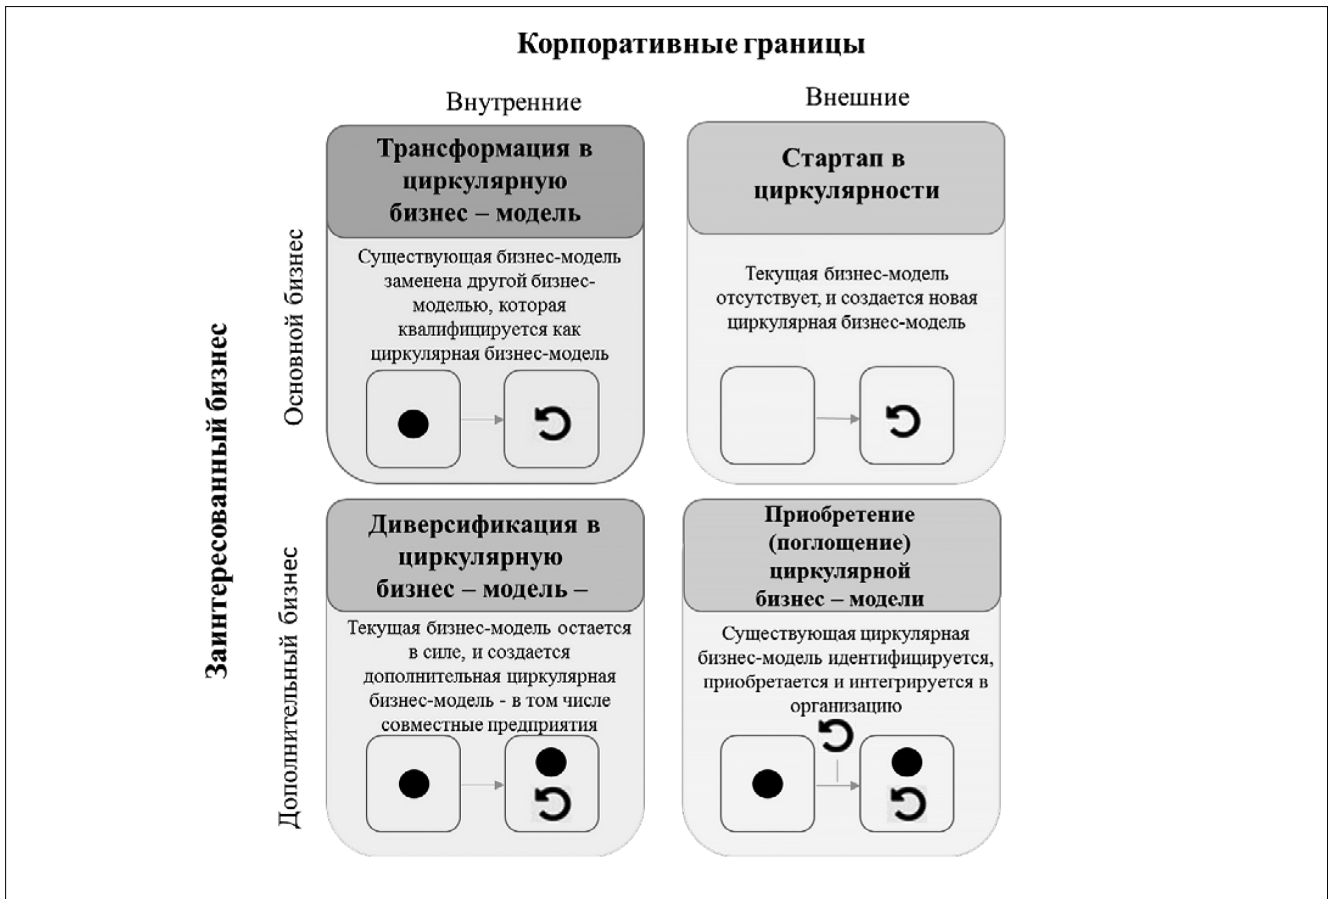 Корпоративные границы
Внутренние
Внешние
Заинтересованный бизнес
Основной бизнес
Трансформация в
циркулярную
бизнес – модель
Существующая бизнес-модель
заменена другой бизнес-
моделью, которая
квалифицируется как
циркулярная бизнес-модель
Стартап в
циркулярности
Текущая бизнес-модель
отсутствует, и создается новая
циркулярная бизнес-модель
Дополнительный бизнес
Диверсификация в
циркулярную
бизнес – модель –
Текущая бизнес-модель остается
в силе, и создается
дополнительная циркулярная
бизнес-модель - в том числе
совместные предприятия
Приобретение
(поглощение)
циркулярной
бизнес – модели
Существующая циркулярная
бизнес-модель идентифицируется,
приобретается и интегрируется в
организацию